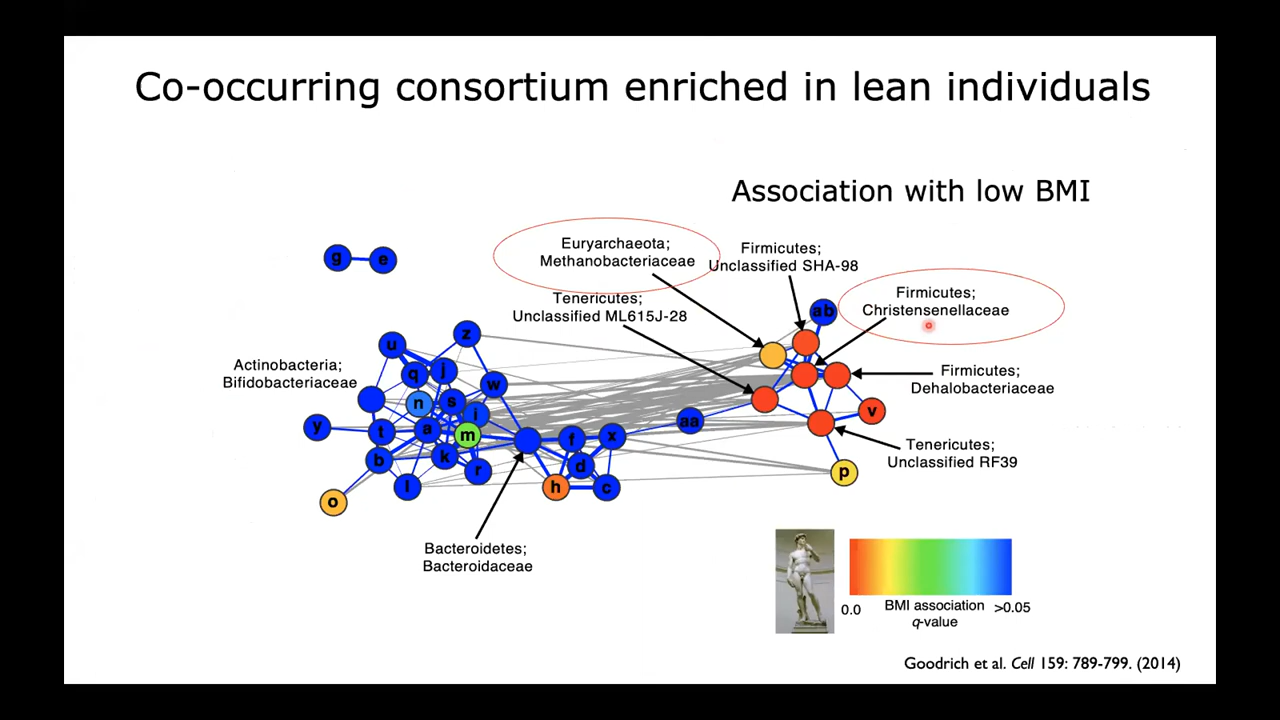 Co-occurring consortium enriched in lean individuals
Association with low BMI
Euryarchaeota;
Methanobacteriaceae
Firmicutes;
Unclassified SHA-98
Tenericutes;
Unclassified ML615J-28
Firmicutes;
Christensenellaceae
Actinobacteria;
Bifidobacteriaceae
Firmicutes;
Dehalobacteriaceae
Tenericutes;
Unclassified RF39
Bacteroidetes;
Bacteroidaceae
g
e
z
u
q
j
w
n
s
i
y
t
a
m
b
k
r
l
o
f
x
d
h
c
aa
ab
v
p
0.0
BMI association
q-value
>0.05
Goodrich et al. Cell 159: 789-799. (2014)